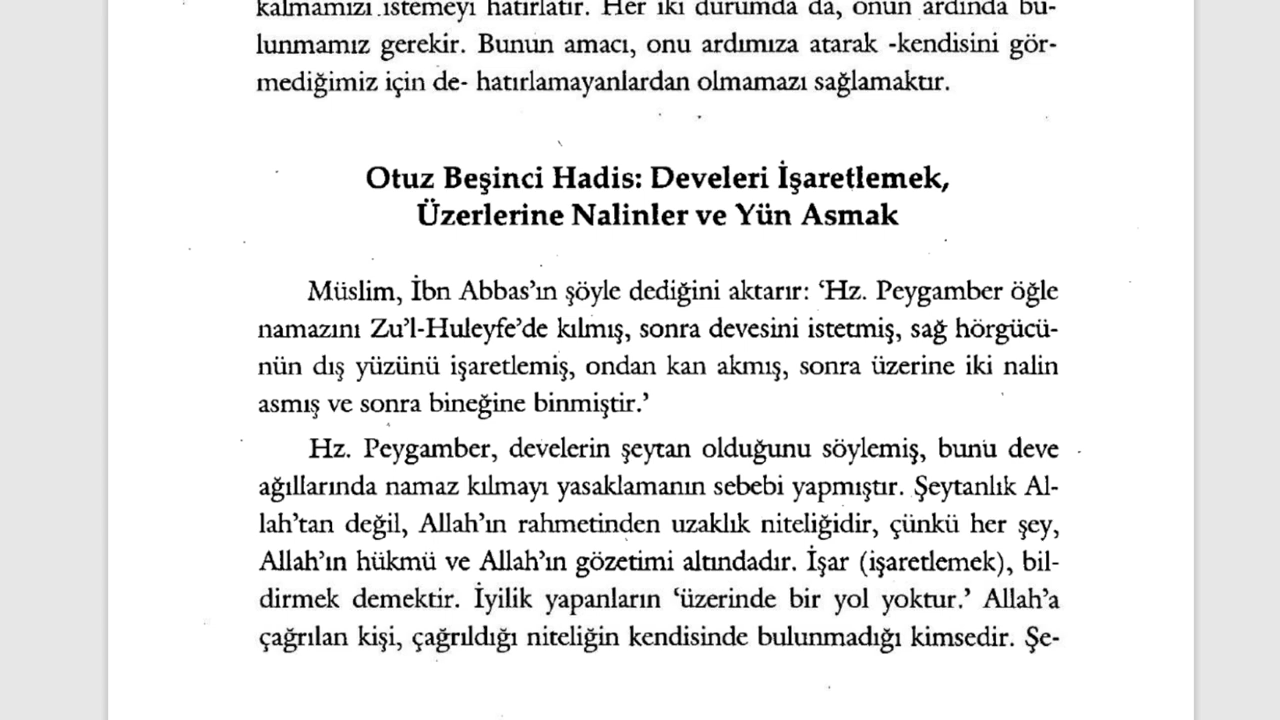 kalmamızı istemeyi hatırlatır. Her iki durumda da, onun ardında bu-
lunmamız gerekir. Bunun amacı, onu ardımıza atarak -kendisini gör-
mediğimiz için de- hatırlamayanlardan olmamazı sağlamaktır.
Otuz Beşinci Hadis: Develeri İşaretlemek,
Üzerlerine Nalinler ve Yün Asmak
Müslim, İbn Abbas’ın şöyle dediğini aktarır: ‘Hz. Peygamber öğle
namazını Zu’l-Huleyfe’de kılmış, sonra devesini istetmiş, sağ hörgücü-
nün dış yüzünü işaretlemiş, ondan kan akmış, sonra üzerine iki nalin
asmış ve sonra bineğine binmiştir.’
Hz. Peygamber, develerin şeytan olduğunu söylemiş, bunu deve
ağıllarında namaz kılmayı yasaklamanın sebebi yapmıştır. Şeytanlık Al-
lah’tan değil, Allah’ın rahmetinden uzaklık niteliğidir, çünkü her şey,
Allah’ın hükmü ve Allah’ın gözetimi altındadır. İşar (işaretlemek), bil-
dirmek demektir. İyilik yapanların ‘üzerinde bir yol yoktur.’ Allah’a
çağrılan kişi, çağrıldığı niteliğin kendisinde bulunmadığı kimsedir. Şe-